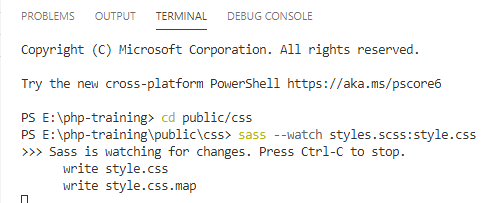 PROBLEMS OUTPUT TERMINAL DEBUG CONSOLE
Copyright (C) Microsoft Corporation. All rights reserved.
Try the new cross-platform PowerShell https://aka.ms/pscore6
PS E:\php-training> cd public/css
PS E:\php-training\public\css> sass --watch styles.scss:style.css
>>> Sass is watching for changes. Press Ctrl-C to stop.
write style.css
write style.css.map